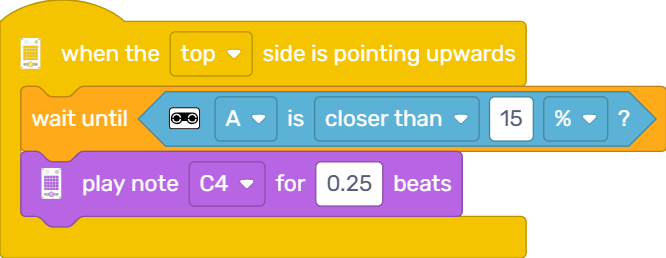 when the top side is pointing upwards
wait until A is closer than 15 % ?
play note C4 for 0.25 beats